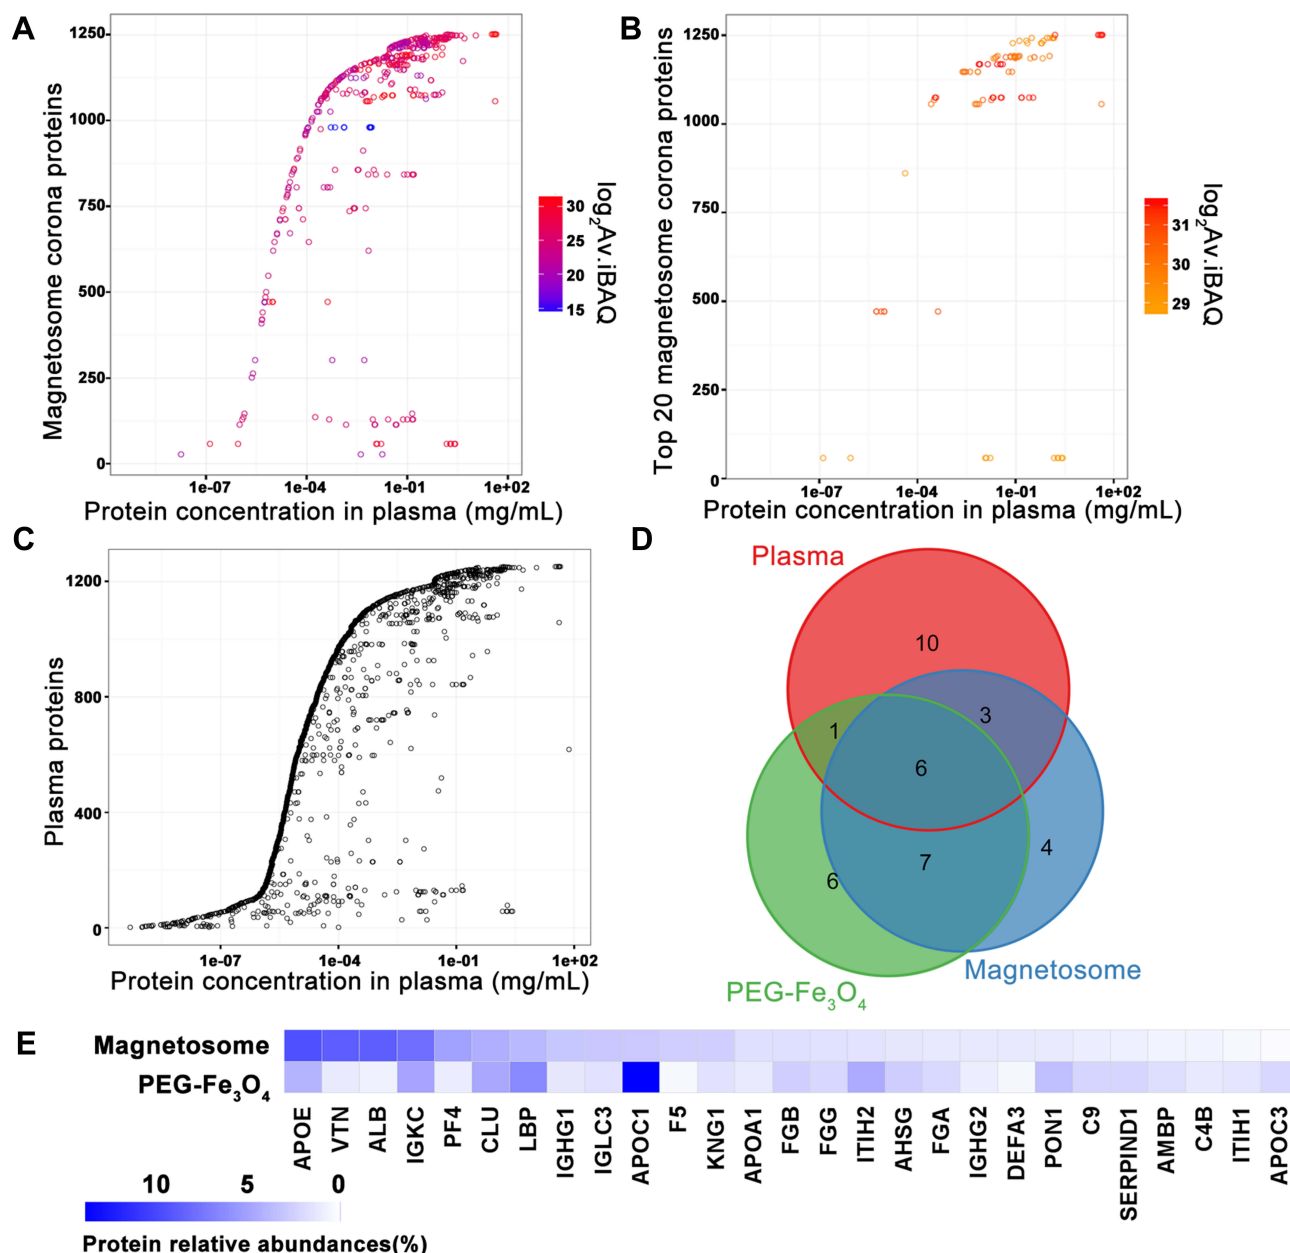 A
Magnetosome corona proteins
1250
1000
750
500
250
0
1e-07 1e-04 1e-01 1e+02
Protein concentration in plasma (mg/mL)
30
25
20
15
log2Av.iBAQ
B
Top 20 magnetosome corona proteins
1250
1000
750
500
250
0
1e-07 1e-04 1e-01 1e+02
Protein concentration in plasma (mg/mL)
31
30
29
log2Av.iBAQ
C
Plasma proteins
1200
800
400
0
1e-07 1e-04 1e-01 1e+02
Protein concentration in plasma (mg/mL)
D
Plasma
10
3
1
6
7
4
6
Magnetosome
PEG-Fe3O4
E
Magnetosome
PEG-Fe3O4
APOE VTN ALB IGKC PF4 CLU LBP IGHG1 IGLC3 APOC1 F5 KNG1 APOA1 FGB FGG ITIH2 AHSG FGA IGHG2 DEFA3 PON1 C9 SERPIND1 AMBP C4B ITIH1 APOC3
10 5 0
Protein relative abundances(%)